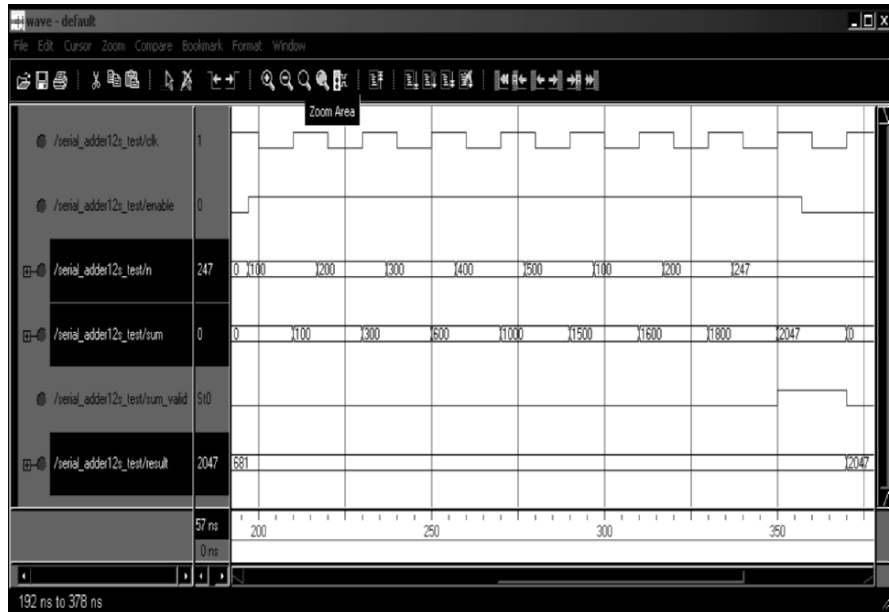 wave - default
File Edit Cursor Zoom Compare Bookmark Format Window
Zoom Area
/serial_adder12s_test/clk 1
/serial_adder12s_test/enable 0
/serial_adder12s_test/n 247 0 100 200 300 400 500 100 200 247
/serial_adder12s_test/sum 0 0 100 300 600 1000 1500 1600 1800 2047 0
/serial_adder12s_test/sum_valid St0
/serial_adder12s_test/result 2047 681 2047
57 ns 200 250 300 350
0 ns
192 ns to 378 ns